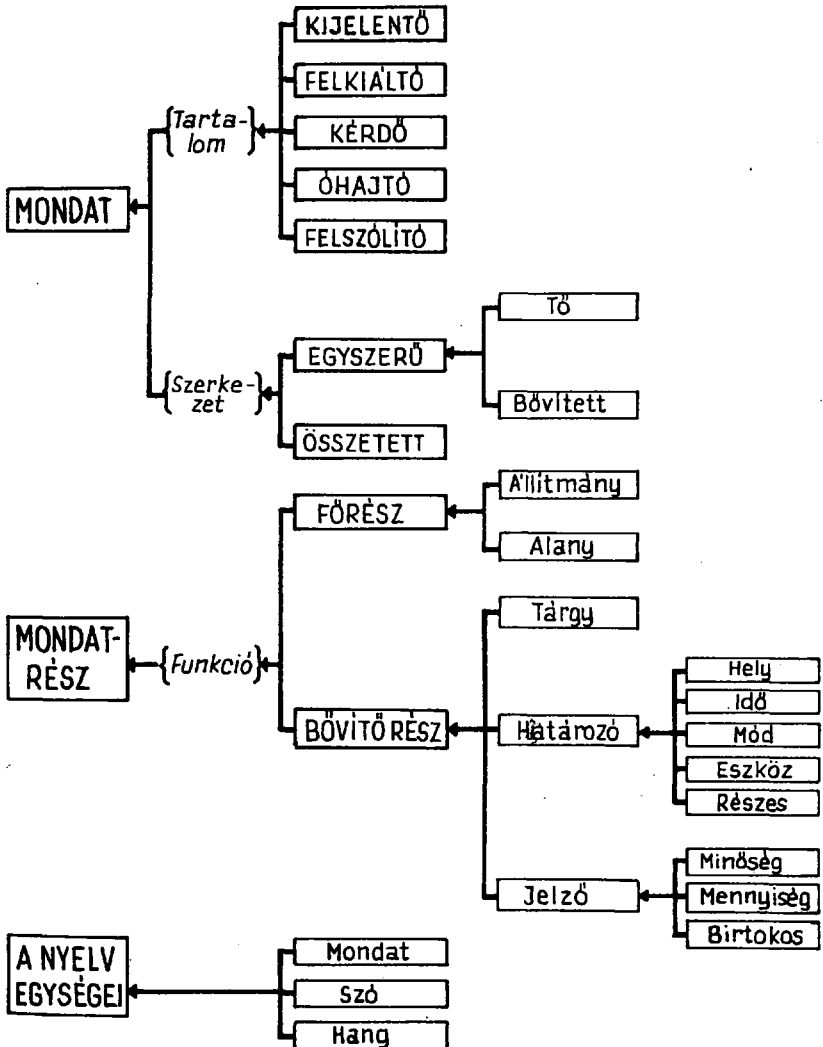 KIJELENTŐ
FELKIÁLTÓ
{Tarta-
lom}
KÉRDŐ
ÓHAJTÓ
MONDAT
FELSZÓLÍTÓ
Tő
EGYSZERŰ
{Szerke-
zet}
Bővített
ÖSSZETETT
Állítmány
FŐRÉSZ
Alany
Tárgy
MONDAT-
RÉSZ
{Funkció}
BŐVÍTŐ RÉSZ
Határozó
Hely
Idő
Mód
Eszköz
Részes
Jelző
Minőség
Mennyiség
Birtokos
A NYELV
EGYSÉGEI
Mondat
Szó
Hang